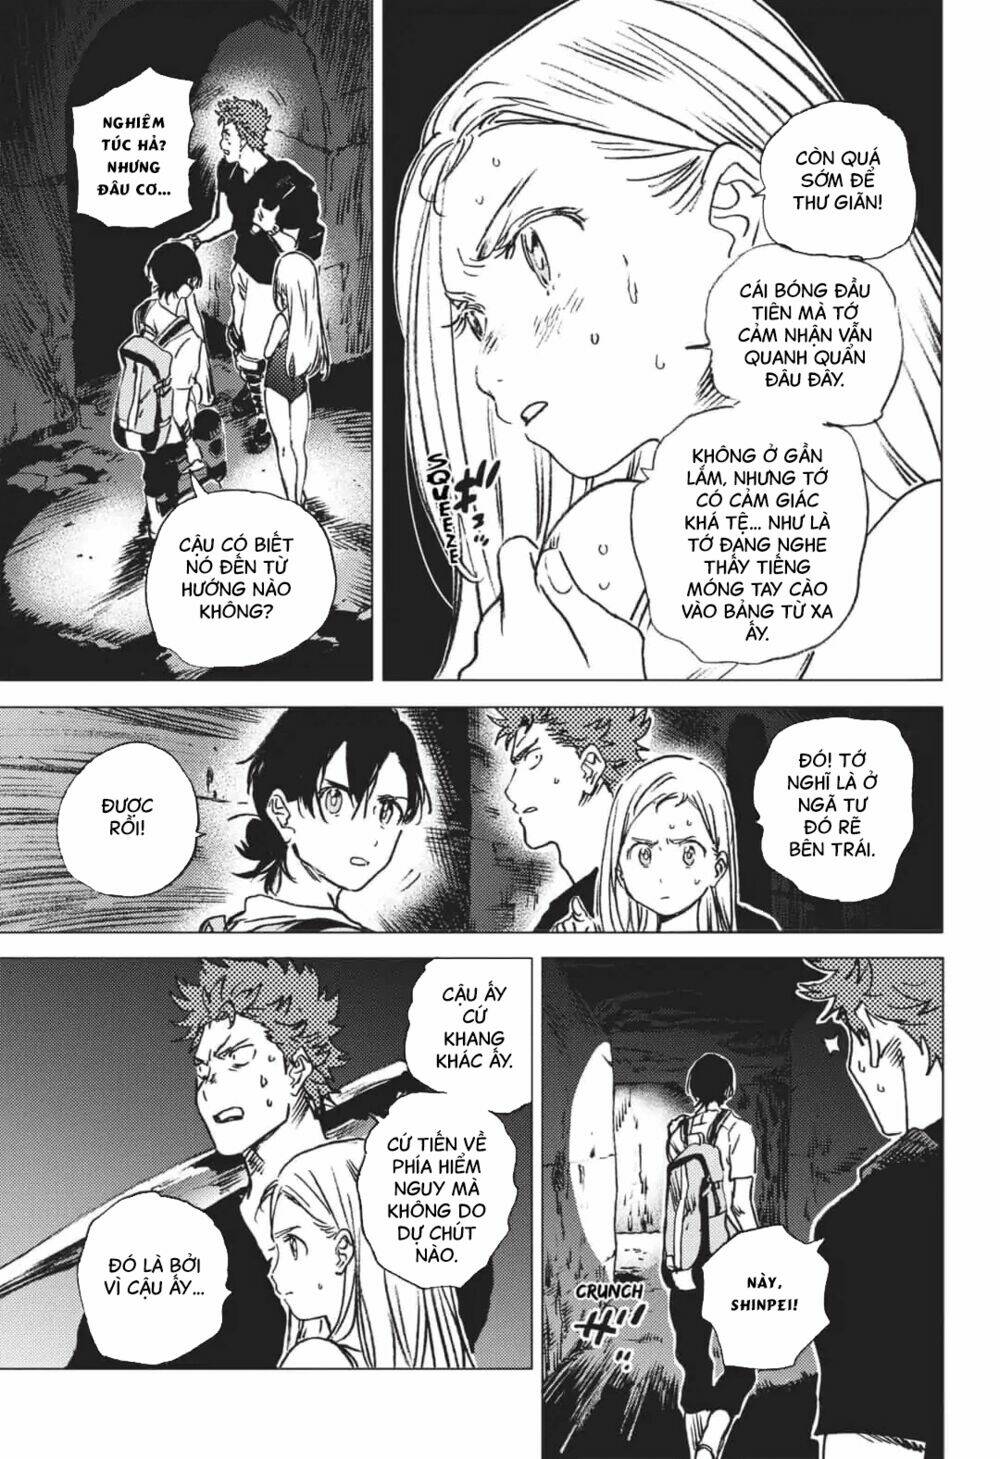 CÒN QUÁ
SỚM ĐỂ
THƯ GIÃN!
CÁI BÓNG ĐẦU
TIÊN MÀ TỚ
CẢM NHẬN VẪN
QUANH QUẨN
ĐÂU ĐÂY.
KHÔNG Ở GẦN
LẮM, NHƯNG TỚ
CÓ CẢM GIÁC
KHÁ TỆ... NHƯ LÀ
TỚ ĐANG NGHE
THẤY TIẾNG
MÓNG TAY CÀO
VÀO BẢNG TỪ XA
ẤY.
SQUEEZE
NGHIÊM
TÚC HẢ?
NHƯNG
ĐÂU CƠ...
CẬU CÓ BIẾT
NÓ ĐẾN TỪ
HƯỚNG NÀO
KHÔNG?
ĐÓ! TỚ
NGHĨ LÀ Ở
NGÃ TƯ
ĐÓ RẼ
BÊN TRÁI.
ĐƯỢC
RỒI!
NÀY,
SHINPEI!
CRUNCH
CẬU ẤY
CỨ
KHANG
KHÁC ẤY.
CỨ TIẾN VỀ
PHÍA HIỂM
NGUY MÀ
KHÔNG DO
DỰ CHÚT
NÀO.
ĐÓ LÀ BỞI
VÌ CẬU ẤY...